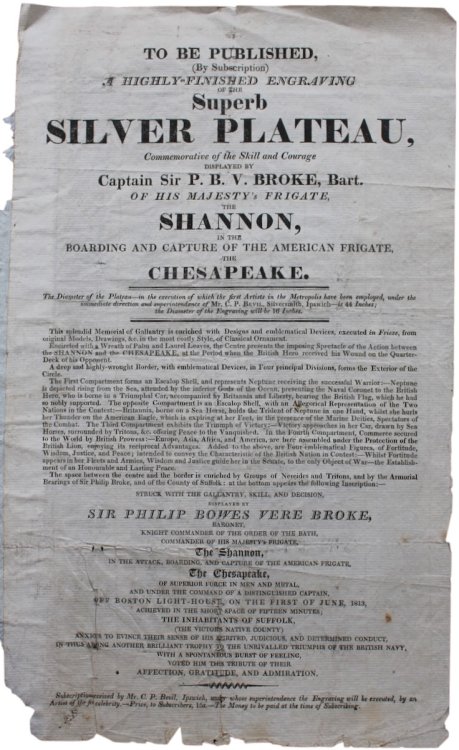 TO BE PUBLISHED,
(By Subscription)
A HIGHLY-FINISHED ENGRAVING
OF THE
Superb
SILVER PLATEAU,
Commemorative of the Skill and Courage
DISPLAYED BY
Captain Sir P. B. V. BROKE, Bart.
OF HIS MAJESTY's FRIGATE,
THE
SHANNON,
IN THE
BOARDING AND CAPTURE OF THE AMERICAN FRIGATE,
THE
CHESAPEAKE.
The Diameter of the Plateau—in the execution of which the first Artists in the Metropolis have been employed, under the
immediate direction and superintendence of Mr. C. P. BEVIL, Silversmith, Ipswich—is 44 Inches;
the Diameter of the Engraving will be 16 Inches.
This splendid Memorial of Gallantry is enriched with Designs and emblematical Devices, executed in Frieze, from
original Models, Drawings, &c. in the most costly Style, of Classical Ornament.
Encircled with a Wreath of Palm and Laurel Leaves, the Centre presents the imposing Spectacle of the Action between
the SHANNON and the CHESAPEAKE, at the Period when the British Hero received his Wound on the Quarter-
Deck of his Opponent.
A deep and highly-wrought Border, with emblematical Devices, in Four principal Divisions, forms the Exterior of the
Circle.
The First Compartment forms an Escalop Shell, and represents Neptune receiving the successful Warrior:—Neptune
is depicted rising from the Sea, attended by the inferior Gods of the Ocean, presenting the Naval Coronet to the British
Hero, who is borne in a Triumphal Car, accompanied by Britannia and Liberty, bearing the British Flag, which he had
so nobly supported. The opposite Compartment is an Escalop Shell, with an Allegorical Representation of the Two
Nations in the Contest:—Britannia, borne on a Sea Horse, holds the Trident of Neptune in one Hand, whilst she hurls
her Thunder on the American Eagle, which is expiring at her Feet, in the presence of the Marine Deities, Spectators of
the Combat. The Third Compartment exhibits the Triumph of Victory:—Victory approaches in her Car, drawn by Sea
Horses, surrounded by Tritons, &c. offering Peace to the Vanquished. In the Fourth Compartment, Commerce secured
to the World by British Prowess:—Europe, Asia, Africa, and America, are here assembled under the Protection of the
British Lion, enjoying its reciprocal Advantages. Added to the above, are Four emblematical Figures, of Fortitude,
Wisdom, Justice, and Peace; intended to convey the Characteristic of the British Nation in Contest:—Whilst Fortitude
appears in her Fleets and Armies, Wisdom and Justice guide her in the Senate, to the only Object of War—the Establish-
ment of an Honourable and Lasting Peace.
The space between the centre and the border is enriched by Groups of Nereides and Tritons, and by the Armorial
Bearings of Sir Philip Broke, and of the County of Suffolk: at the bottom appears the following Inscription:—
STRUCK WITH THE GALLANTRY, SKILL, AND DECISION,
DISPLAYED BY
SIR PHILIP BOWES VERE BROKE,
BARONET,
KNIGHT COMMANDER OF THE ORDER OF THE BATH,
COMMANDER OF HIS MAJESTY's FRIGATE,
The Shannon,
IN THE ATTACK, BOARDING, AND CAPTURE OF THE AMERICAN FRIGATE,
The Chesapeake,
OF SUPERIOR FORCE IN MEN AND METAL,
AND UNDER THE COMMAND OF A DISTINGUISHED CAPTAIN,
OFF BOSTON LIGHT-HOUSE, ON THE FIRST OF JUNE, 1813,
ACHIEVED IN THE SHORT SPACE OF FIFTEEN MINUTES;
THE INHABITANTS OF SUFFOLK,
(THE VICTOR'S NATIVE COUNTY)
ANXIOUS TO EVINCE THEIR SENSE OF HIS SPIRITED, JUDICIOUS, AND DETERMINED CONDUCT,
IN THUS ADDING ANOTHER BRILLIANT TROPHY TO THE UNRIVALLED TRIUMPHS OF THE BRITISH NAVY,
WITH A SPONTANEOUS BURST OF FEELING,
VOTED HIM THIS TRIBUTE OF THEIR
AFFECTION, GRATITUDE, AND ADMIRATION.
Subscriptions received by Mr. C. P. Bevil, Ipswich, under whose superintendence the Engraving will be executed, by an
Artist of the first celebrity.—Price, to Subscribers, 15s.—The Money to be paid at the time of Subscribing.